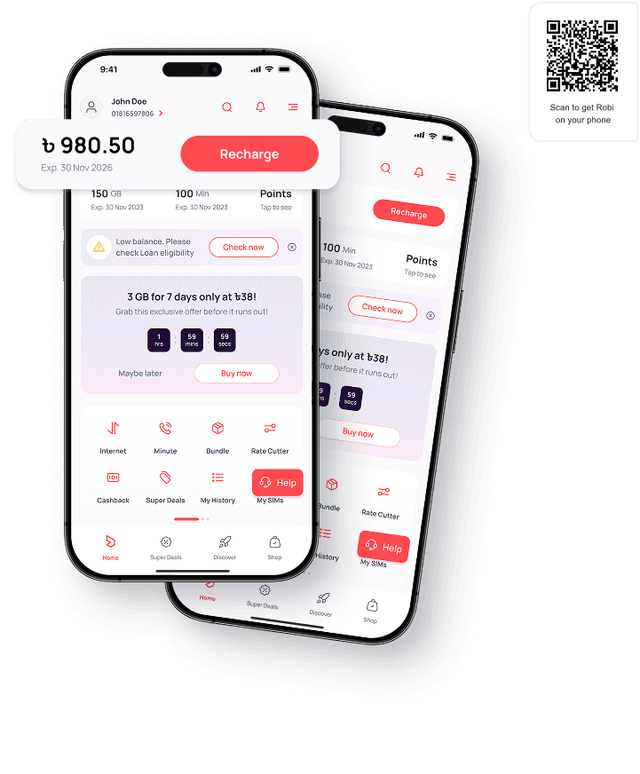 Scan to get Robi
on your phone
9:41
John Doe
01816597806
৳ 980.50
Exp. 30 Nov 2026
Recharge
150 GB
Exp. 30 Nov 2023
100 Min
Exp. 30 Nov 2023
Points
Tap to see
Low balance. Please
check Loan eligibility
Check now
3 GB for 7 days only at ৳38!
Grab this exclusive offer before it runs out!
1 : 59 : 59
hrs mins secs
Maybe later
Buy now
Internet
Minute
Bundle
Rate Cutter
Cashback
Super Deals
My History
My SIMs
Help
Home
Super Deals
Discover
Shop
Recharge
100 Min
Exp. 30 Nov 2023
Points
Tap to see
ase
ility
Check now
ys only at ৳38!
ffer before it runs out!
59
secs
Buy now
Bundle
Rate Cutter
History
My SIMs
Help
Home
Super Deals
Discover
Shop